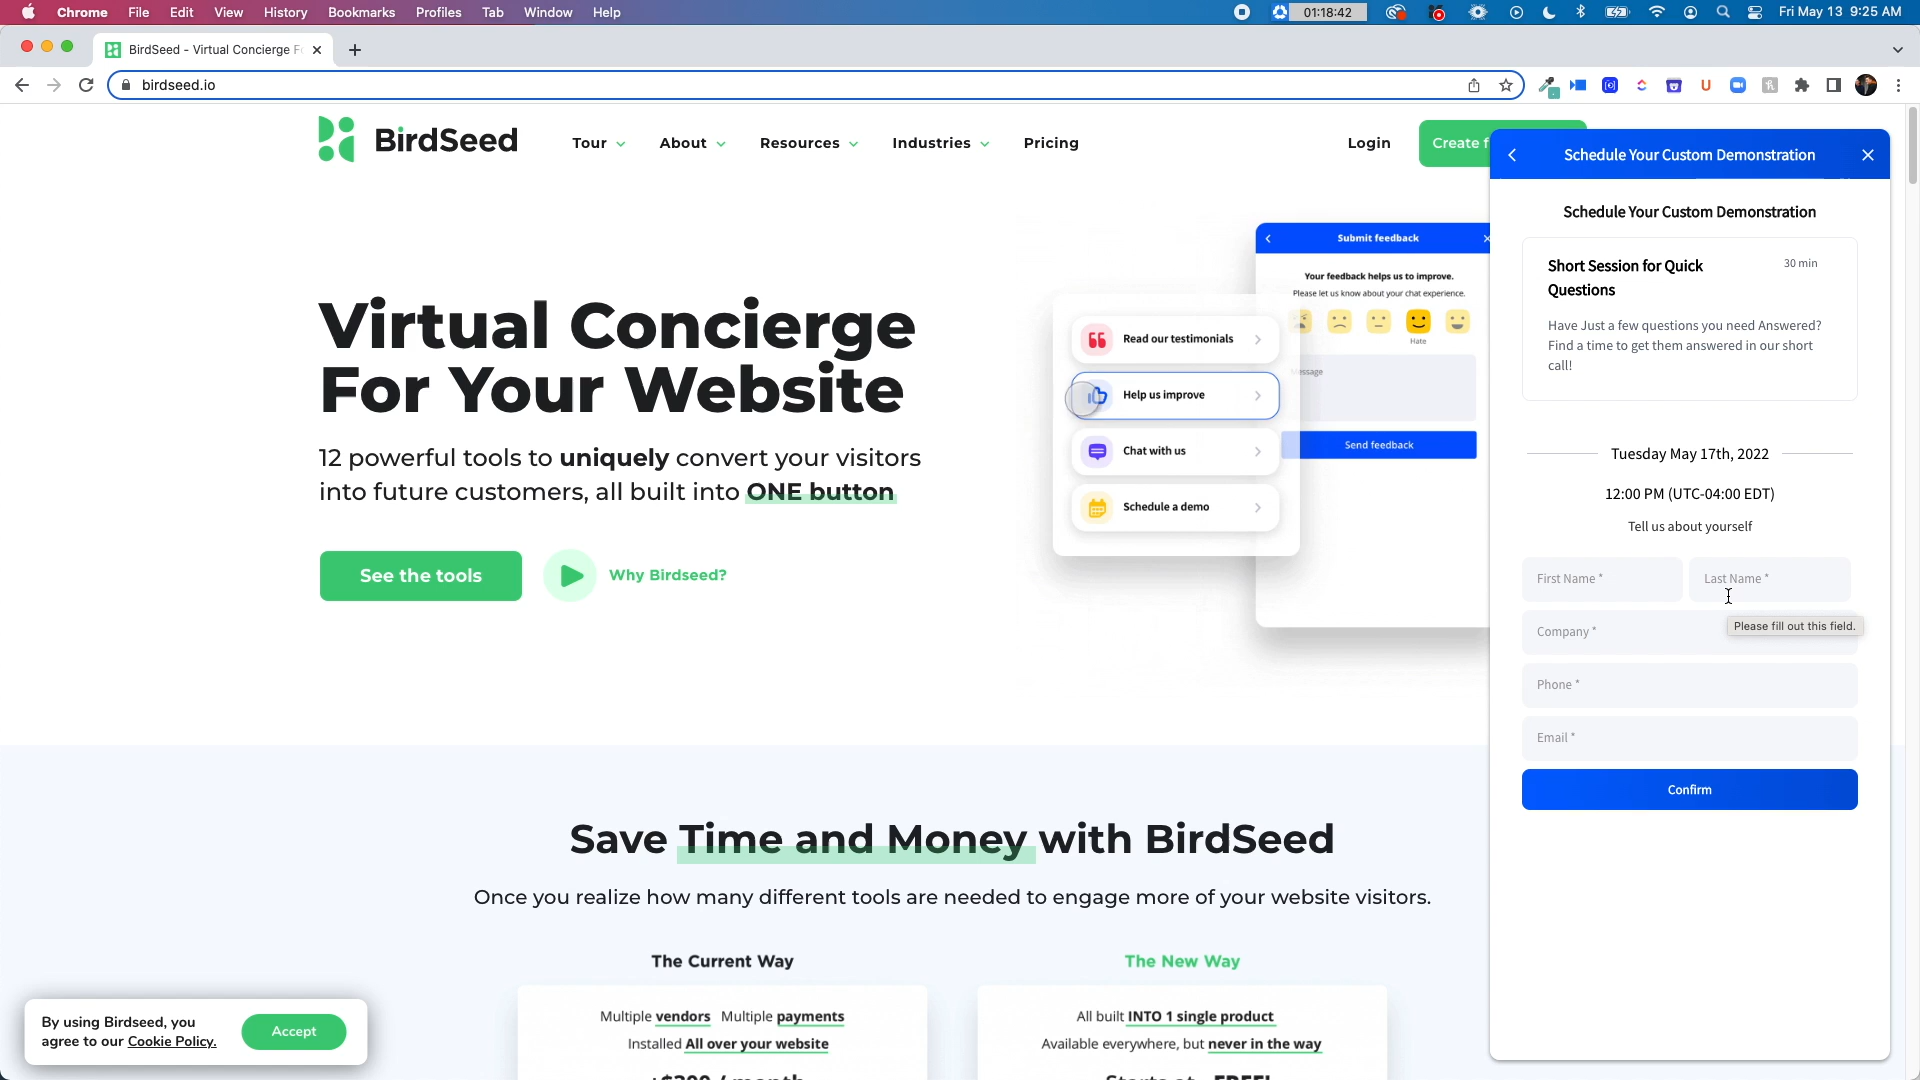 Chrome File Edit View History Bookmarks Profiles Tab Window Help 01:18:42 Fri May 13 9:25 AM
BirdSeed - Virtual Concierge F
birdseed.io
BirdSeed Tour About Resources Industries Pricing Login Create f
Virtual Concierge
For Your Website
12 powerful tools to uniquely convert your visitors
into future customers, all built into ONE button
See the tools Why Birdseed?
Read our testimonials
Help us improve
Chat with us
Schedule a demo
Submit feedback
Your feedback helps us to improve.
Please let us know about your chat experience.
Hate
Message
Send feedback
Schedule Your Custom Demonstration
Schedule Your Custom Demonstration
Short Session for Quick 30 min
Questions
Have Just a few questions you need Answered?
Find a time to get them answered in our short
call!
Tuesday May 17th, 2022
12:00 PM (UTC-04:00 EDT)
Tell us about yourself
First Name * Last Name *
Company * Please fill out this field.
Phone *
Email *
Confirm
Save Time and Money with BirdSeed
Once you realize how many different tools are needed to engage more of your website visitors.
The Current Way
Multiple vendors Multiple payments
Installed All over your website
The New Way
All built INTO 1 single product
Available everywhere, but never in the way
By using Birdseed, you
agree to our Cookie Policy.
Accept